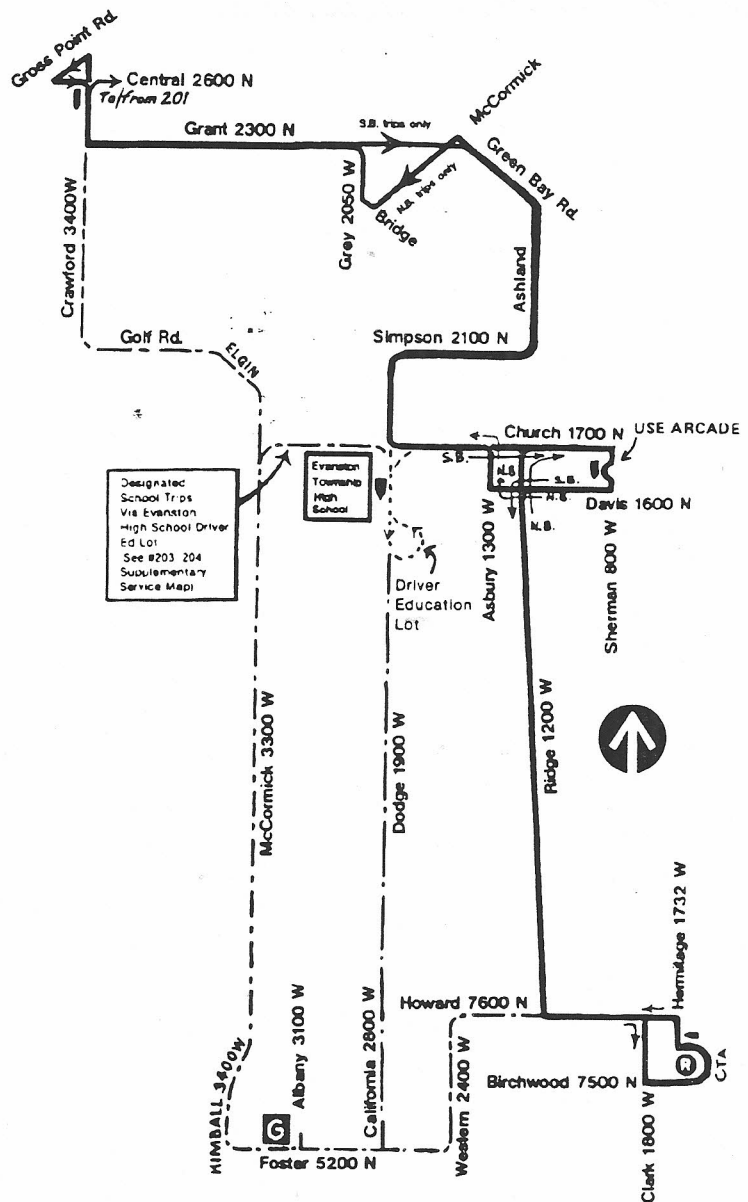 Gross Point Rd.
Central 2600 N
To/from 201
McCormick
Grant 2300 N
S.B. trips only
Green Bay Rd.
N.B. trips only
Grey 2050 W
Bridge
Crawford 3400W
Ashland
Golf Rd.
ELGIN
Simpson 2100 N
Church 1700 N
USE ARCADE
S.B.
N.B.
S.B.
N.B.
N.B.
Davis 1600 N
Evanston
Township
High
School
Designated
School Trips
Via Evanston
High School Driver
Ed Lot
See #203 204
Supplementary
Service Map)
Asbury 1300 W
Sherman 800 W
Driver
Education
Lot
McCormick 3300 W
Dodge 1900 W
Ridge 1200 W
Hermitage 1732 W
Howard 7600 N
CTA
Birchwood 7500 N
KIMBALL 3400W
Albany 3100 W
California 2800 W
Western 2400 W
Clark 1800 W
G
Foster 5200 N